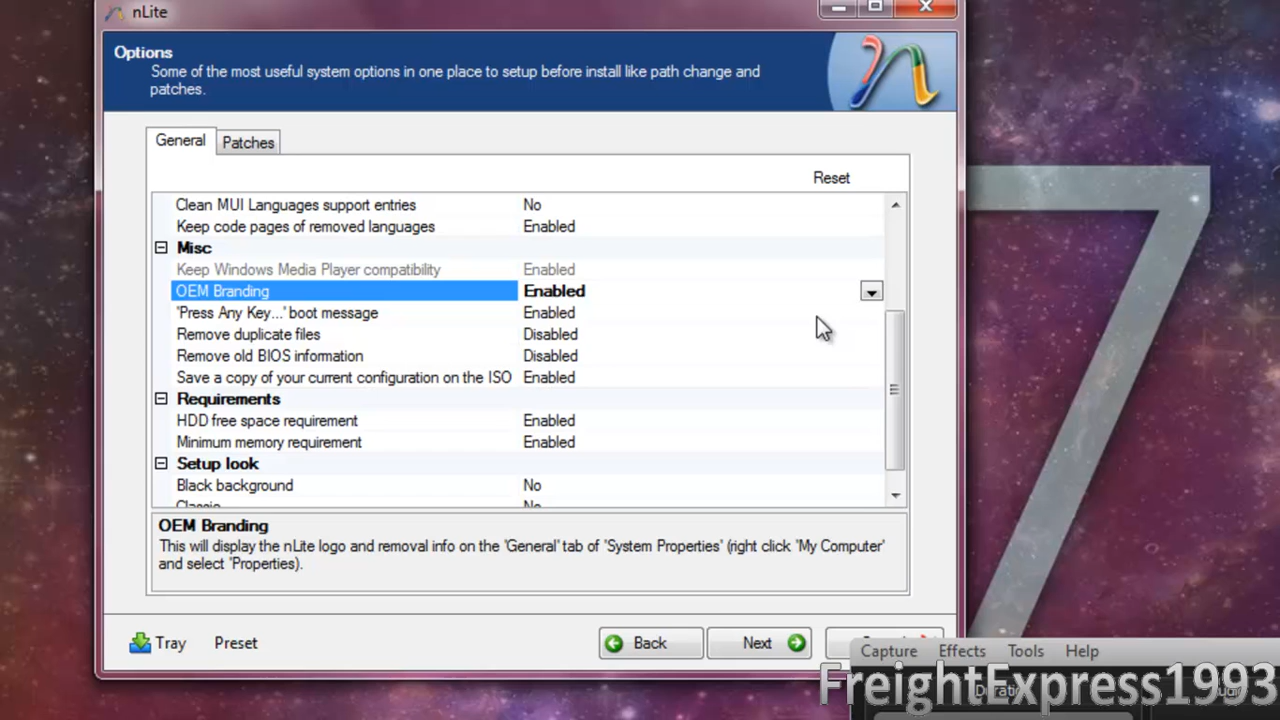 nLite
Options
Some of the most useful system options in one place to setup before install like path change and
patches.
General Patches
Reset
Clean MUI Languages support entries No
Keep code pages of removed languages Enabled
Misc
Keep Windows Media Player compatibility Enabled
OEM Branding Enabled
'Press Any Key...' boot message Enabled
Remove duplicate files Disabled
Remove old BIOS information Disabled
Save a copy of your current configuration on the ISO Enabled
Requirements
HDD free space requirement Enabled
Minimum memory requirement Enabled
Setup look
Black background No
Classic No
OEM Branding
This will display the nLite logo and removal info on the 'General' tab of 'System Properties' (right click 'My Computer'
and select 'Properties).
Tray Preset Back Next
Capture Effects Tools Help
FreightExpress1993
7